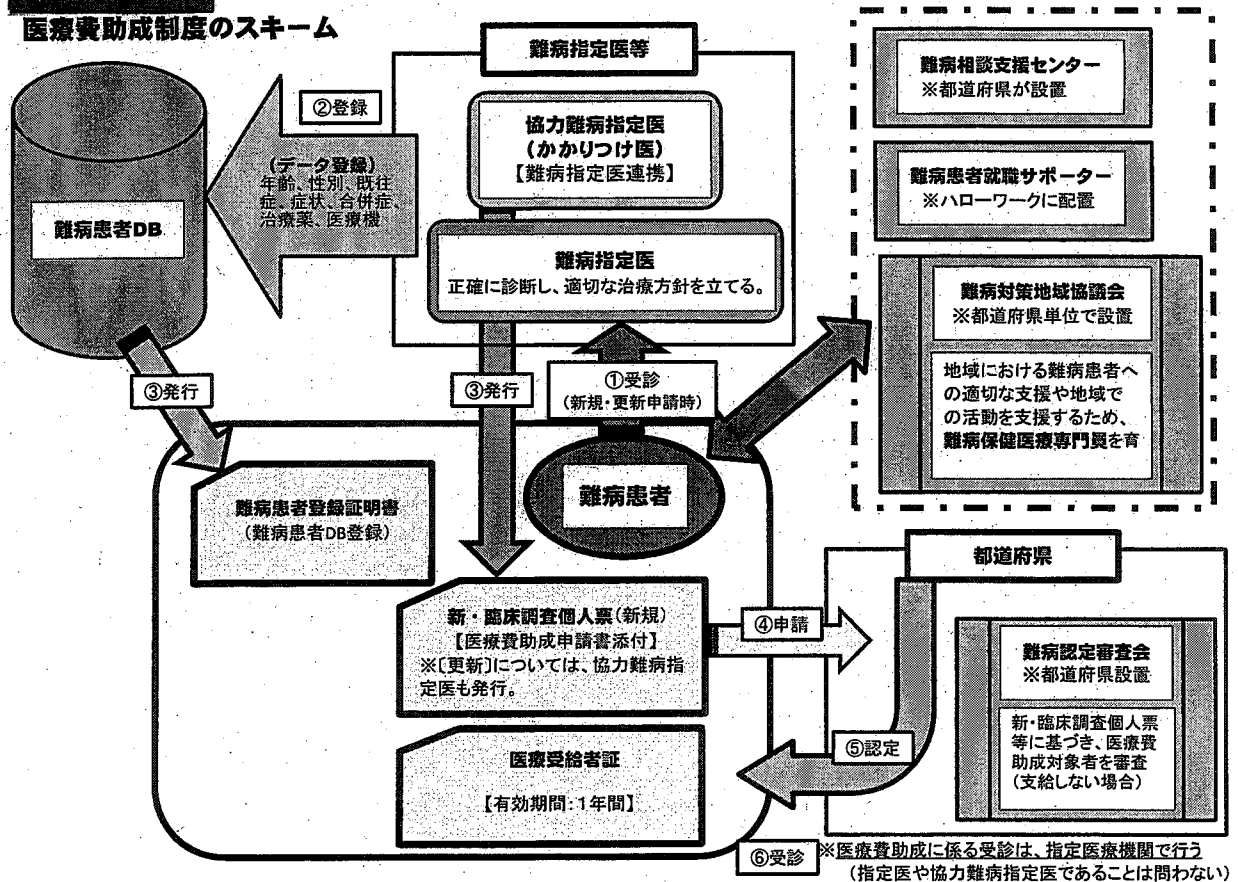 医療費助成制度のスキーム
難病指定医等
②登録
協力難病指定医
(かかりつけ医)
【難病指定医連携】
(データ登録)
年齢、性別、既往
症、症状、合併症、
治療薬、医療機
難病患者DB
難病指定医
正確に診断し、適切な治療方針を立てる。
難病相談支援センター
※都道府県が設置
難病患者就職サポーター
※ハローワークに配置
難病対策地域協議会
※都道府県単位で設置
地域における難病患者へ
の適切な支援や地域で
の活動を支援するため、
難病保健医療専門員を育
③発行
③発行
①受診
(新規・更新申請時)
難病患者
難病患者登録証明書
(難病患者DB登録)
新・臨床調査個人票(新規)
【医療費助成申請書添付】
※〔更新〕については、協力難病指
定医も発行。
④申請
都道府県
難病認定審査会
※都道府県設置
新・臨床調査個人票
等に基づき、医療費
助成対象者を審査
(支給しない場合)
⑤認定
医療受給者証
【有効期間:1年間】
⑥受診
※医療費助成に係る受診は、指定医療機関で行う
(指定医や協力難病指定医であることは問わない)